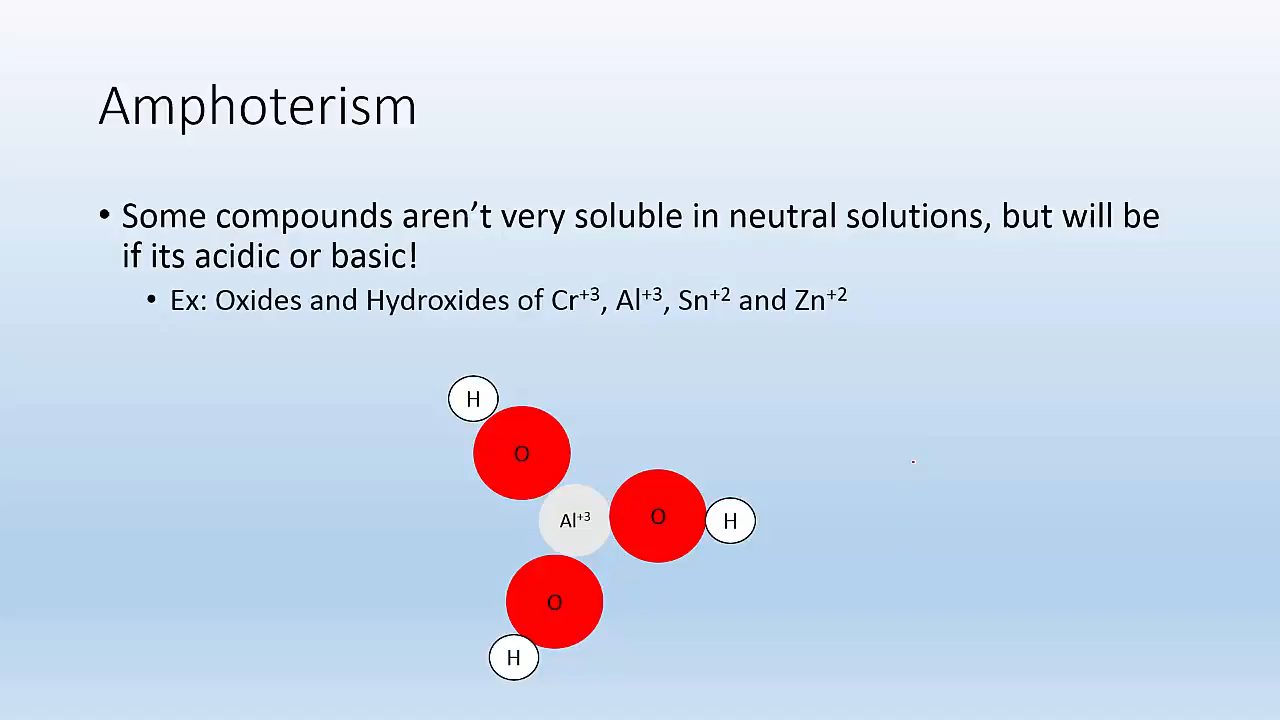 Amphoterism
• Some compounds aren’t very soluble in neutral solutions, but will be
if its acidic or basic!
• Ex: Oxides and Hydroxides of Cr⁺³, Al⁺³, Sn⁺² and Zn⁺²
H
O
Al⁺³
O
H
O
H